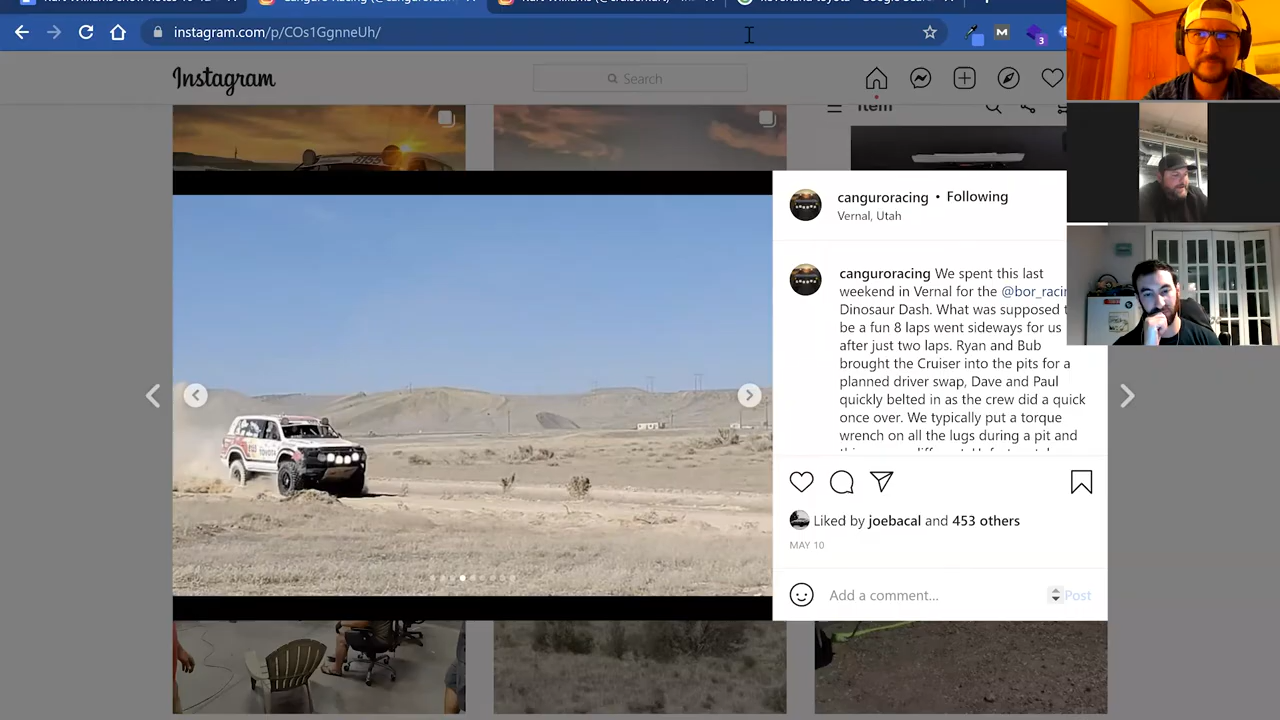 instagram.com/p/COs1GgnneUh/
3
Instagram
Search
Item
canguroracing • Following
Vernal, Utah
canguroracing We spent this last
weekend in Vernal for the @bor_racin
Dinosaur Dash. What was supposed t
be a fun 8 laps went sideways for us
after just two laps. Ryan and Bub
brought the Cruiser into the pits for a
planned driver swap, Dave and Paul
quickly belted in as the crew did a quick
once over. We typically put a torque
wrench on all the lugs during a pit and
Liked by joebacal and 453 others
MAY 10
Add a comment...
Post